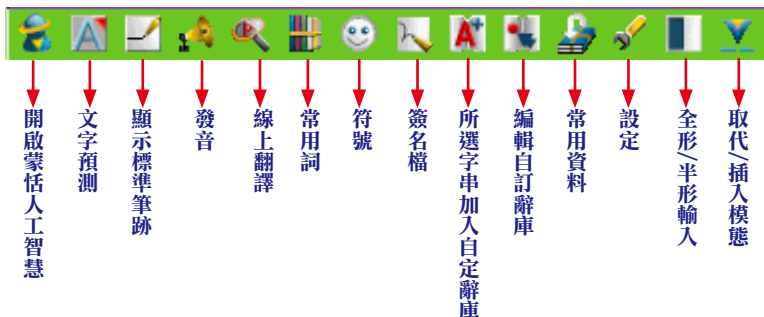 開啟蒙恬人工智慧
文字預測
顯示標準筆跡
發音
線上翻譯
常用詞
符號
簽名檔
所選字串加入自定辭庫
編輯自訂辭庫
常用資料
設定
全形/半形輸入
取代/插入模態